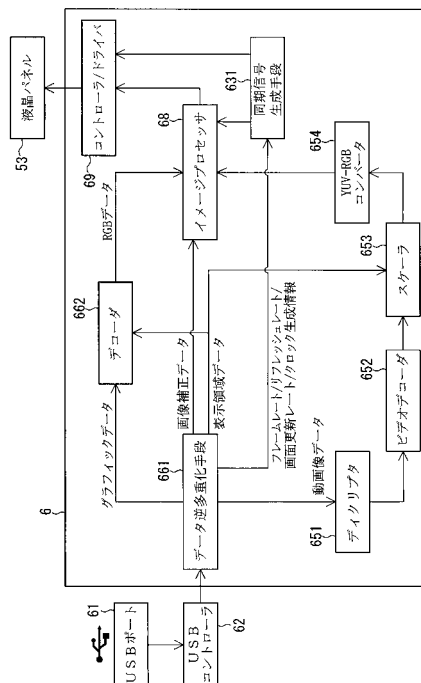 6
61
USBポート
62
USB
コントローラ
661
データ逆多重化手段
グラフィックデータ
画像補正データ
表示領域データ
フレームレート/リフレッシュレート/
画面更新レート/クロック生成情報
動画像データ
662
デコーダ
RGBデータ
651
ディクリプタ
652
ビデオデコーダ
653
スケーラ
654
YUV-RGB
コンバータ
68
イメージプロセッサ
631
同期信号
生成手段
69
コントローラ/ドライバ
53
液晶パネル